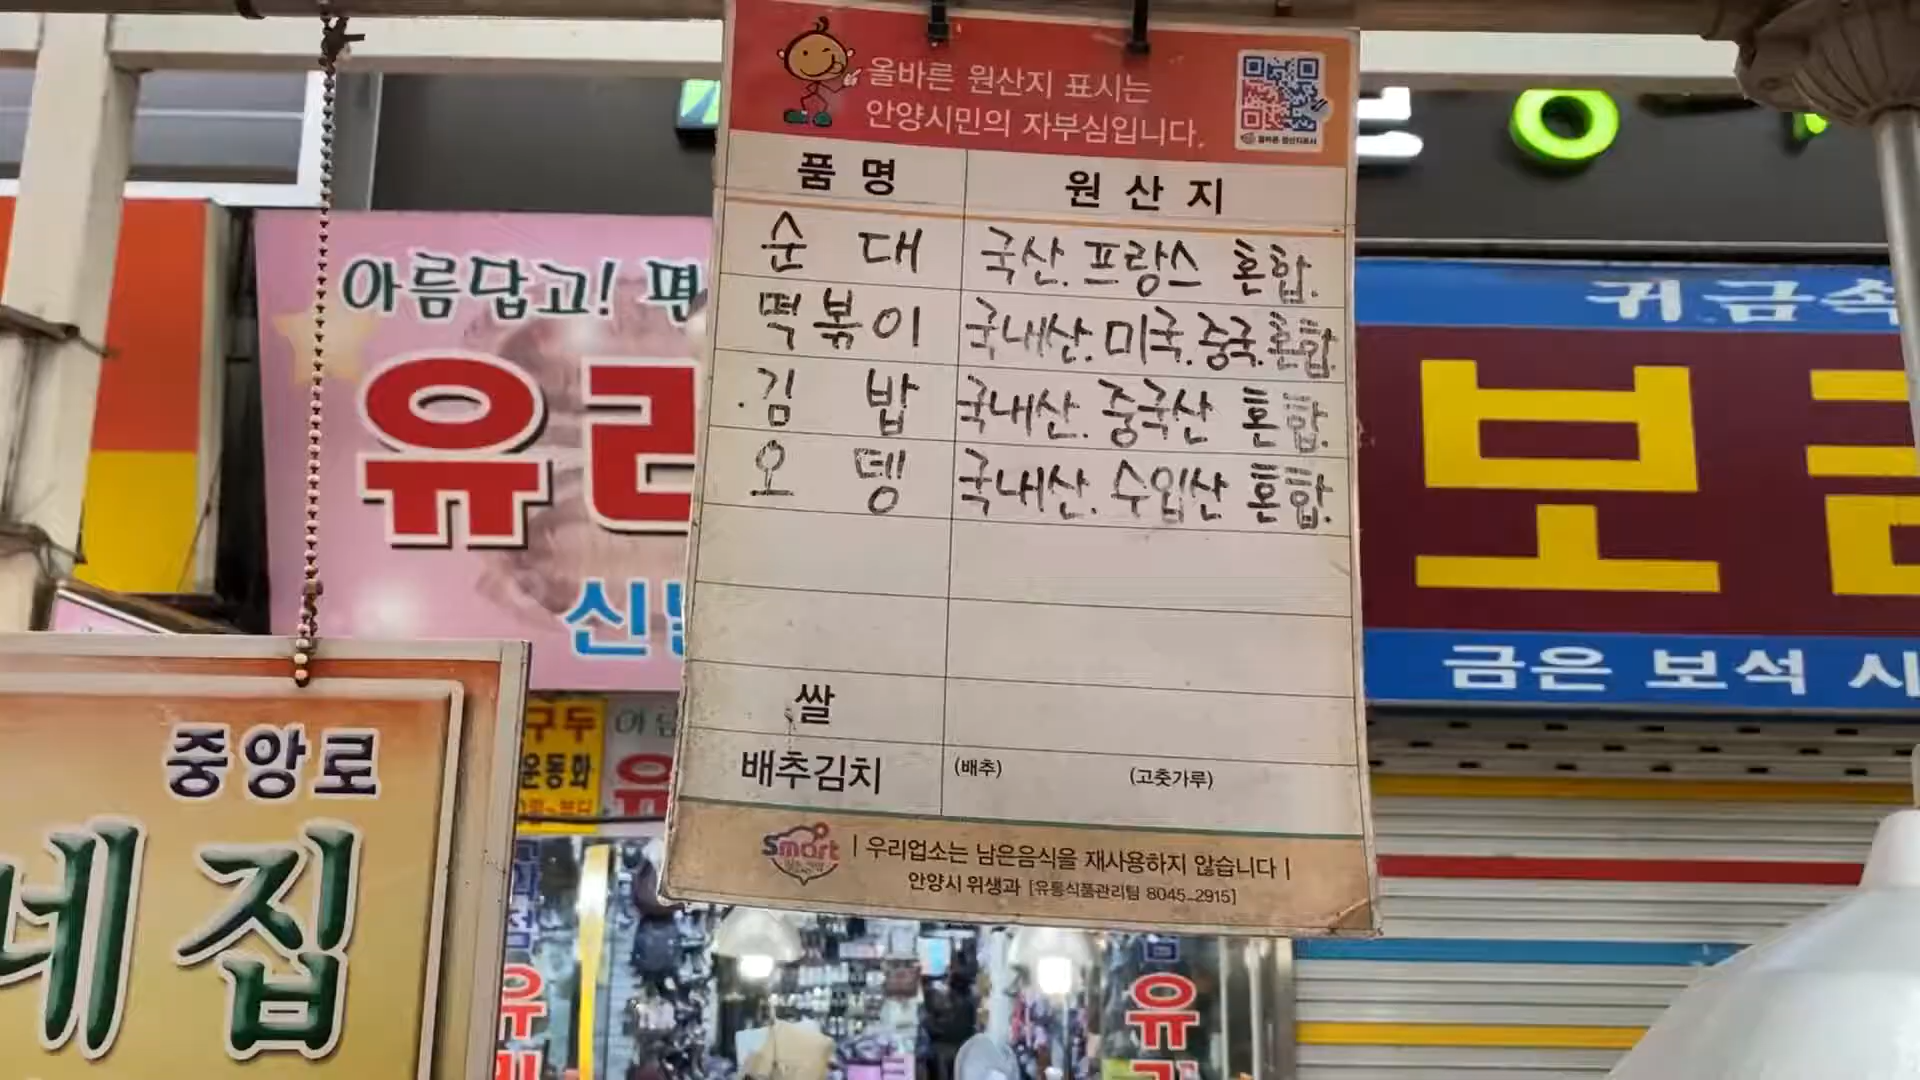 올바른 원산지 표시는
안양시민의 자부심입니다.
품 명 원 산 지
순 대 국산. 프랑스 혼합.
떡볶이 국내산. 미국. 중국. 혼합.
김 밥 국내산. 중국산 혼합.
오 뎅 국내산. 수입산 혼합.
쌀
배추김치 (배추) (고춧가루)
Smart
| 우리업소는 남은음식을 재사용하지 않습니다 |
안양시 위생과 [유통식품관리팀 8045_2915]
아름답고!
유리
신
구두
운동화
중앙로
네집
귀금속
보
금은 보석 시
유
유